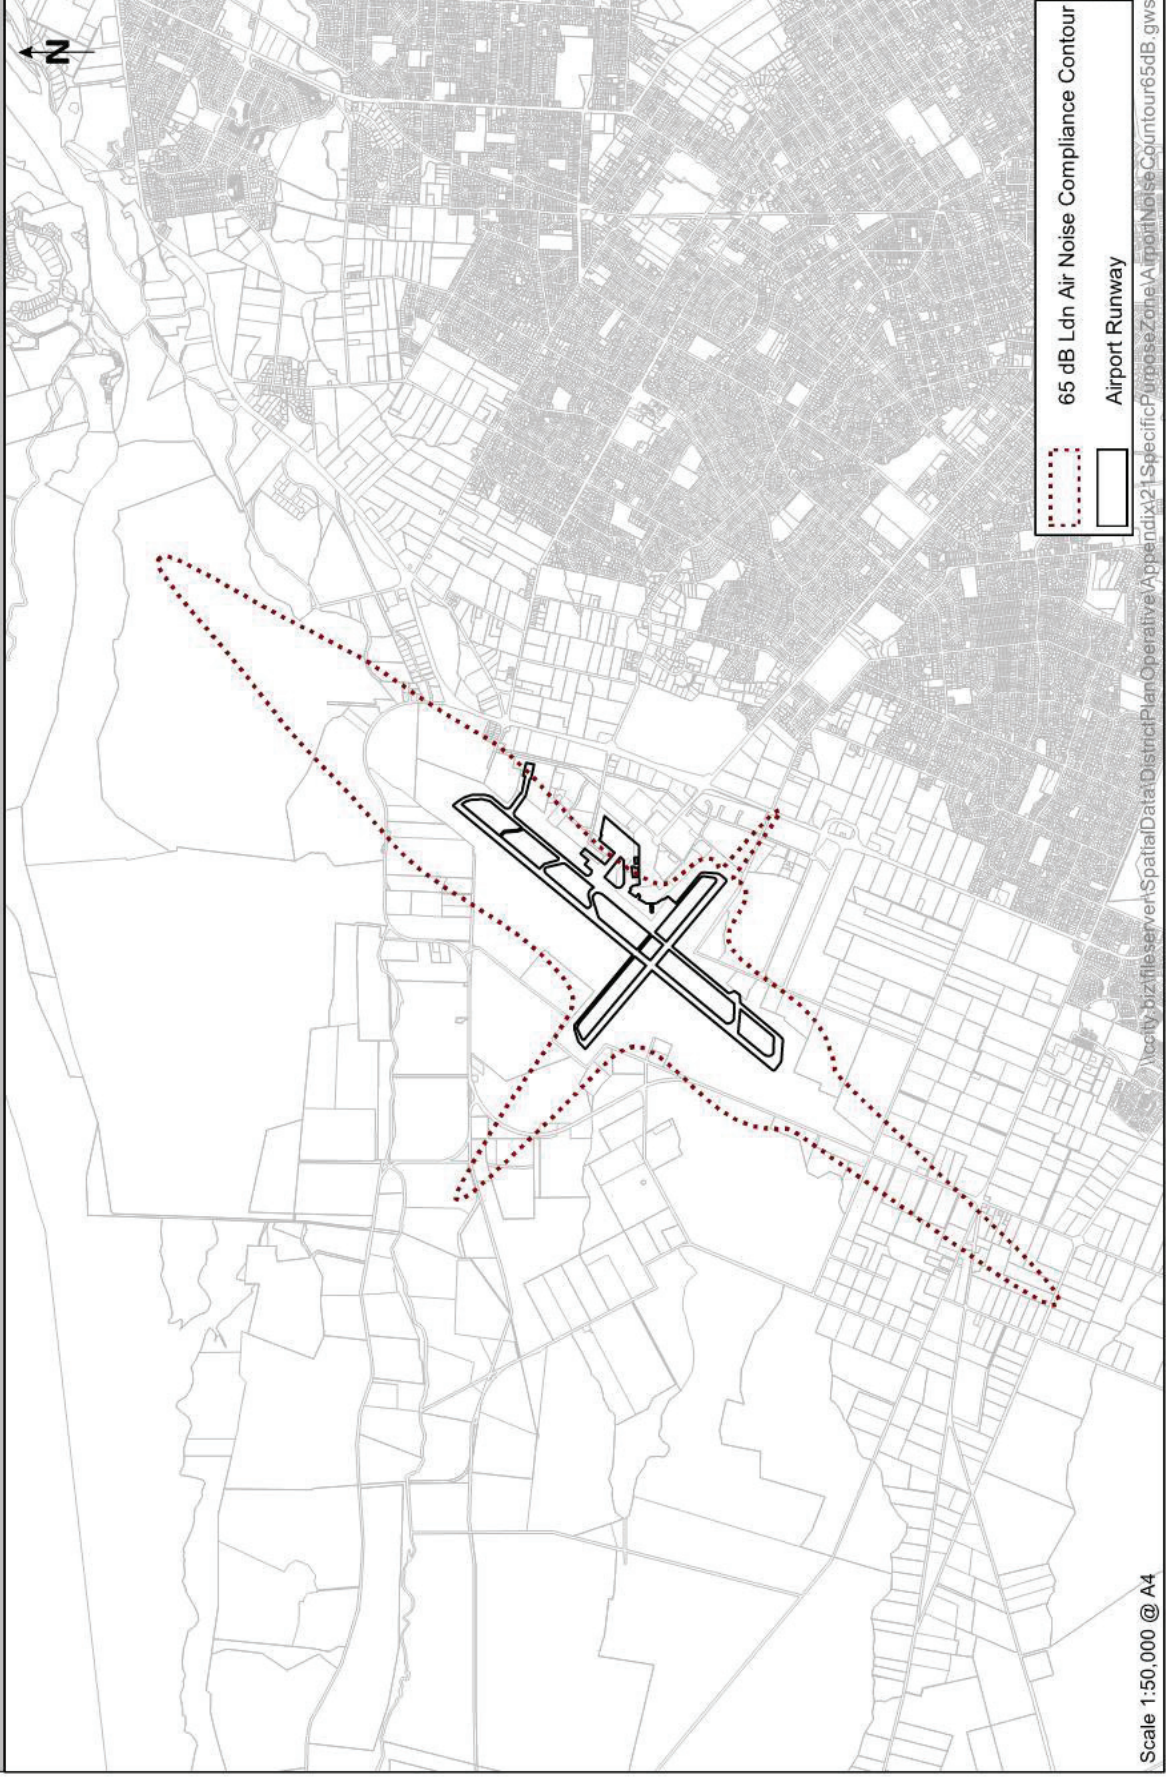 N
65 dB Ldn Air Noise Compliance Contour
Airport Runway
Scale 1:50,000 @ A4
\\ccity.biz\fileserver\SpatialData\DistrictPlanOperative\Appendix\21SpecificPurposeZone\AirportNoiseCountour65dB.gws